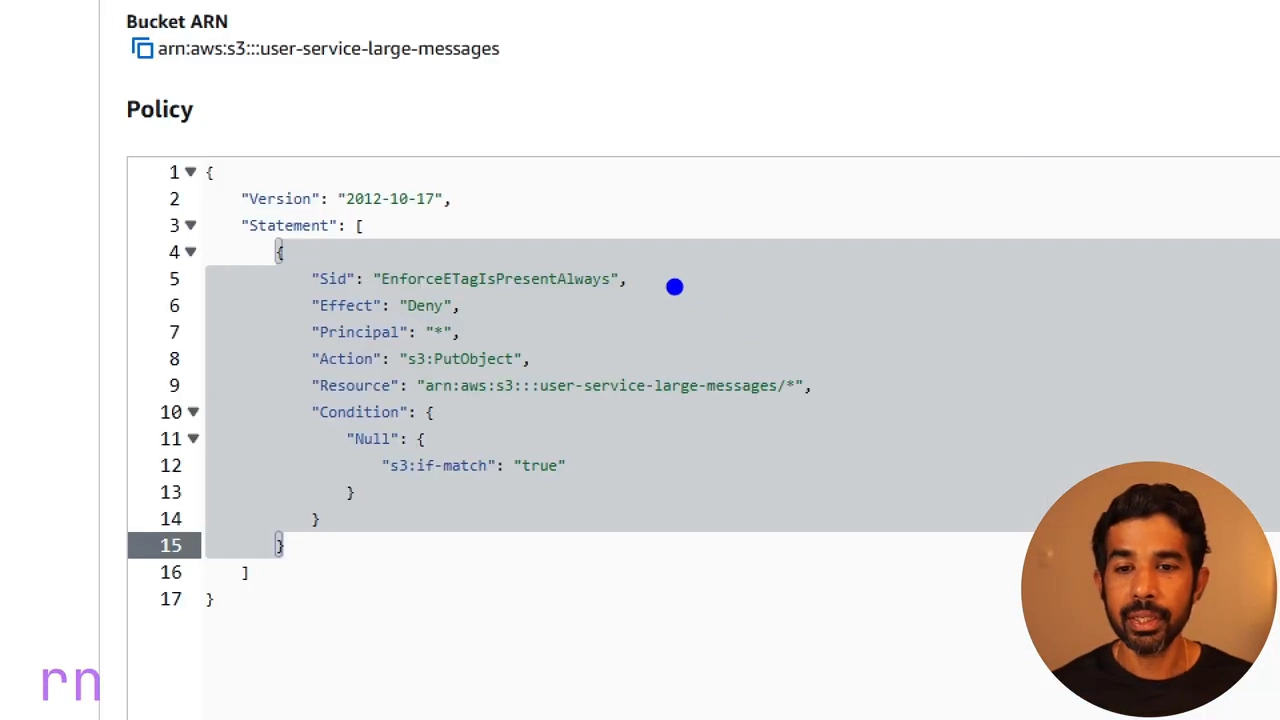 Bucket ARN
arn:aws:s3:::user-service-large-messages
Policy
1 {
2 "Version": "2012-10-17",
3 "Statement": [
4 {
5 "Sid": "EnforceETagIsPresentAlways",
6 "Effect": "Deny",
7 "Principal": "*",
8 "Action": "s3:PutObject",
9 "Resource": "arn:aws:s3:::user-service-large-messages/*",
10 "Condition": {
11 "Null": {
12 "s3:if-match": "true"
13 }
14 }
15 }
16 ]
17 }
rn